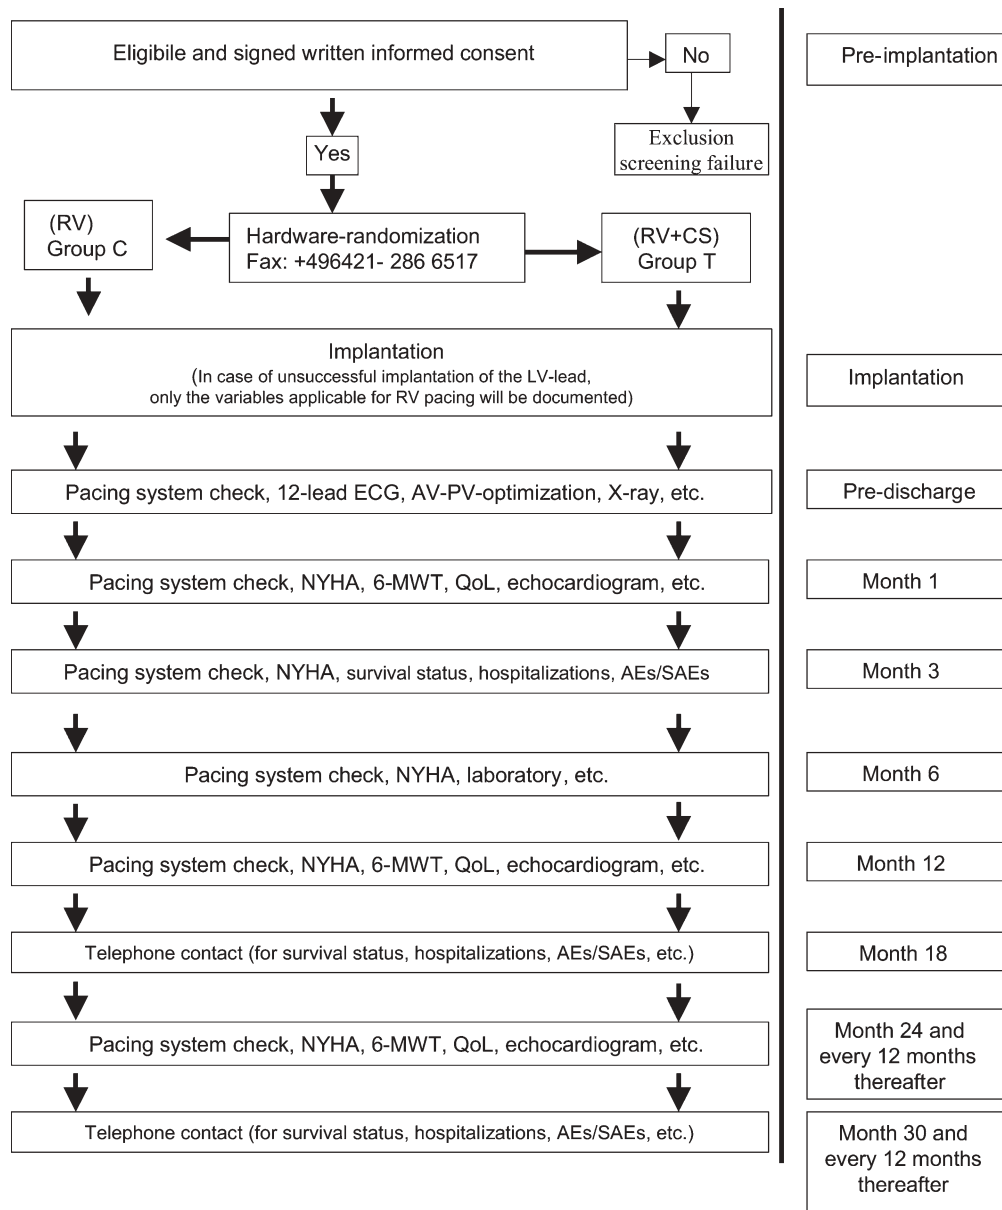 Eligibile and signed written informed consent
No
Pre-implantation
Yes
Exclusion
screening failure
(RV)
Group C
Hardware-randomization
Fax: +496421- 286 6517
(RV+CS)
Group T
Implantation
(In case of unsuccessful implantation of the LV-lead,
only the variables applicable for RV pacing will be documented)
Implantation
Pacing system check, 12-lead ECG, AV-PV-optimization, X-ray, etc.
Pre-discharge
Pacing system check, NYHA, 6-MWT, QoL, echocardiogram, etc.
Month 1
Pacing system check, NYHA, survival status, hospitalizations, AEs/SAEs
Month 3
Pacing system check, NYHA, laboratory, etc.
Month 6
Pacing system check, NYHA, 6-MWT, QoL, echocardiogram, etc.
Month 12
Telephone contact (for survival status, hospitalizations, AEs/SAEs, etc.)
Month 18
Pacing system check, NYHA, 6-MWT, QoL, echocardiogram, etc.
Month 24 and
every 12 months
thereafter
Telephone contact (for survival status, hospitalizations, AEs/SAEs, etc.)
Month 30 and
every 12 months
thereafter